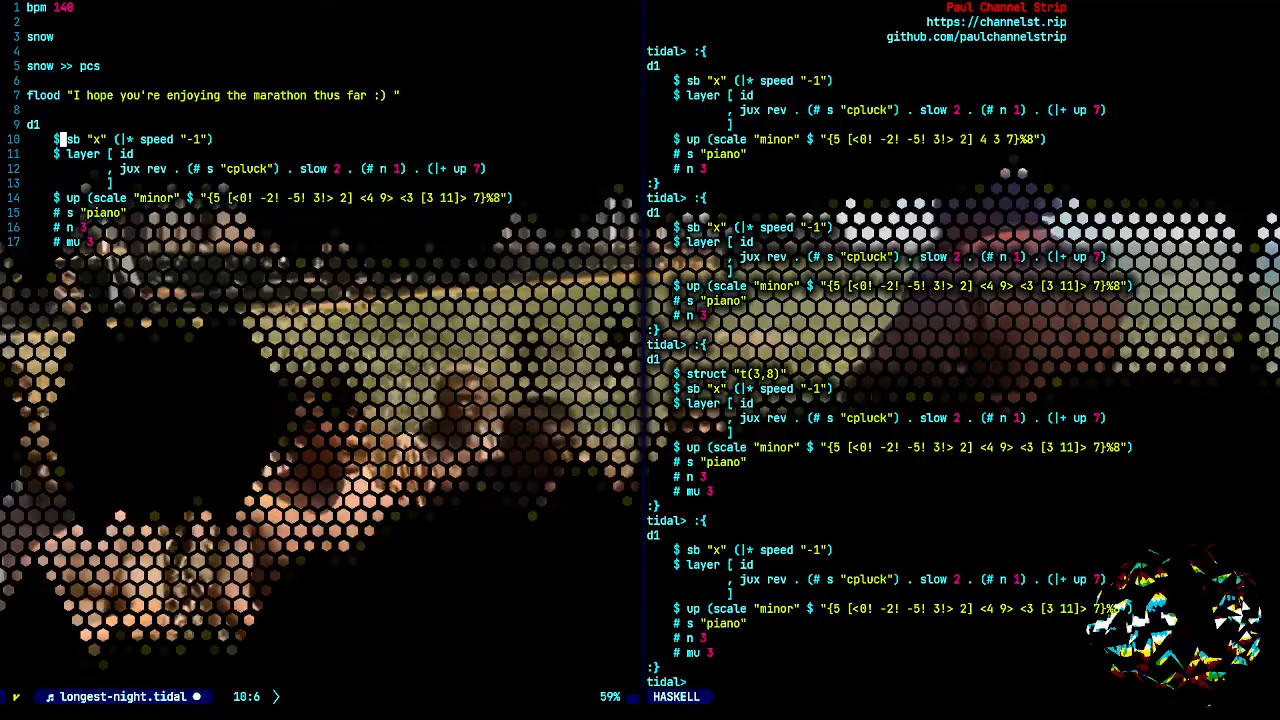 1 bpm 140
2
3 snow
4
5 snow >> pcs
6
7 flood "I hope you're enjoying the marathon thus far :) "
8
9 d1
10 $ sb "x" (|* speed "-1")
11 $ layer [ id
12 , jux rev . (# s "cpluck") . slow 2 . (# n 1) . (|+ up 7)
13 ]
14 $ up (scale "minor" $ "{5 [<0! -2! -5! 3!> 2] <4 9> <3 [3 11]> 7}%8")
15 # s "piano"
16 # n 3
17 # mu 3
♬ longest-night.tidal ● 10:6 59%
Paul Channel Strip
https://channelst.rip
github.com/paulchannelstrip
tidal> :{
d1
$ sb "x" (|* speed "-1")
$ layer [ id
, jux rev . (# s "cpluck") . slow 2 . (# n 1) . (|+ up 7)
]
$ up (scale "minor" $ "{5 [<0! -2! -5! 3!> 2] 4 3 7}%8")
# s "piano"
# n 3
:}
tidal> :{
d1
$ sb "x" (|* speed "-1")
$ layer [ id
, jux rev . (# s "cpluck") . slow 2 . (# n 1) . (|+ up 7)
]
$ up (scale "minor" $ "{5 [<0! -2! -5! 3!> 2] <4 9> <3 [3 11]> 7}%8")
# s "piano"
# n 3
:}
tidal> :{
d1
$ struct "t(3,8)"
$ sb "x" (|* speed "-1")
$ layer [ id
, jux rev . (# s "cpluck") . slow 2 . (# n 1) . (|+ up 7)
]
$ up (scale "minor" $ "{5 [<0! -2! -5! 3!> 2] <4 9> <3 [3 11]> 7}%8")
# s "piano"
# n 3
# mu 3
:}
tidal> :{
d1
$ sb "x" (|* speed "-1")
$ layer [ id
, jux rev . (# s "cpluck") . slow 2 . (# n 1) . (|+ up 7)
]
$ up (scale "minor" $ "{5 [<0! -2! -5! 3!> 2] <4 9> <3 [3 11]> 7}%8")
# s "piano"
# n 3
# mu 3
:}
tidal>
HASKELL